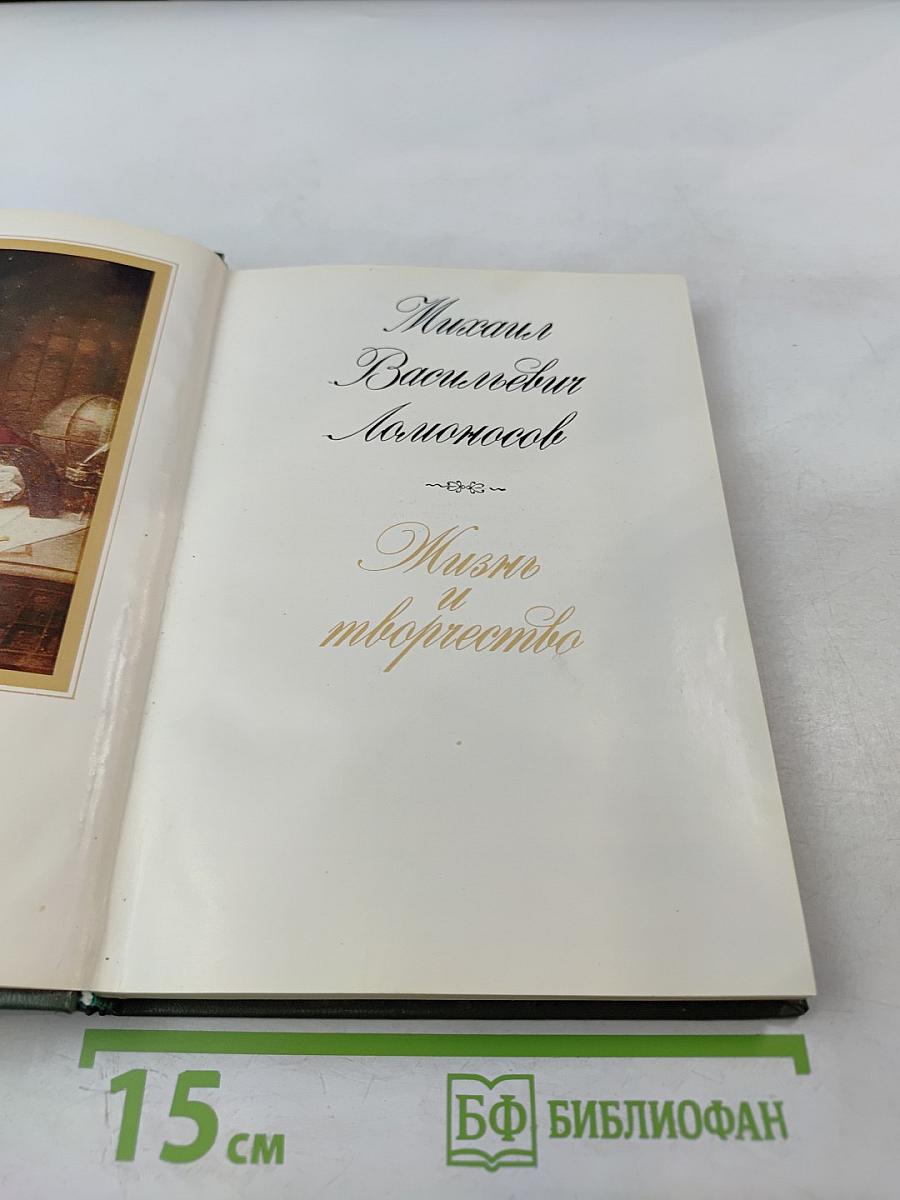 Михаил
Васильевич
Ломоносов
Жизнь
и
творчество
15 см
БФ БИБЛИОФАН